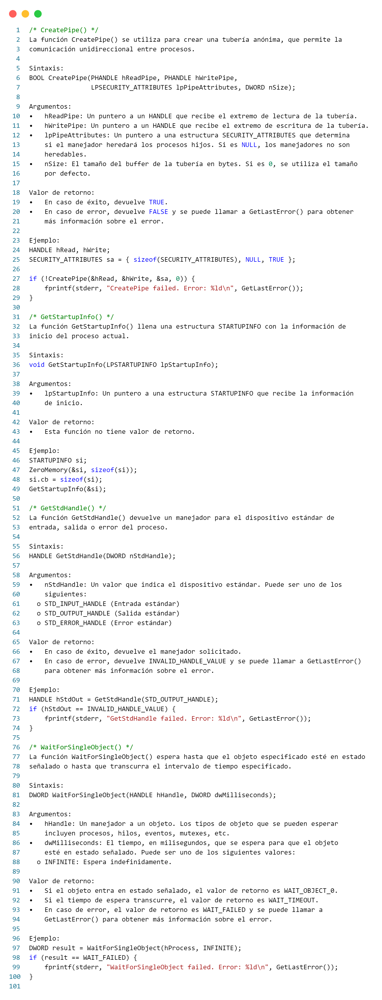 1 /* CreatePipe() */
2 La función CreatePipe() se utiliza para crear una tubería anónima, que permite la
3 comunicación unidireccional entre procesos.
4
5 Sintaxis:
6 BOOL CreatePipe(PHANDLE hReadPipe, PHANDLE hWritePipe,
7                 LPSECURITY_ATTRIBUTES lpPipeAttributes, DWORD nSize);
8
9 Argumentos:
10 •   hReadPipe: Un puntero a un HANDLE que recibe el extremo de lectura de la tubería.
11 •   hWritePipe: Un puntero a un HANDLE que recibe el extremo de escritura de la tubería.
12 •   lpPipeAttributes: Un puntero a una estructura SECURITY_ATTRIBUTES que determina
13     si el manejador heredará los procesos hijos. Si es NULL, los manejadores no son
14     heredables.
15 •   nSize: El tamaño del buffer de la tubería en bytes. Si es 0, se utiliza el tamaño
16     por defecto.
17
18 Valor de retorno:
19 •   En caso de éxito, devuelve TRUE.
20 •   En caso de error, devuelve FALSE y se puede llamar a GetLastError() para obtener
21     más información sobre el error.
22
23 Ejemplo:
24 HANDLE hRead, hWrite;
25 SECURITY_ATTRIBUTES sa = { sizeof(SECURITY_ATTRIBUTES), NULL, TRUE };
26
27 if (!CreatePipe(&hRead, &hWrite, &sa, 0)) {
28     fprintf(stderr, "CreatePipe failed. Error: %ld\n", GetLastError());
29 }
30
31 /* GetStartupInfo() */
32 La función GetStartupInfo() llena una estructura STARTUPINFO con la información de
33 inicio del proceso actual.
34
35 Sintaxis:
36 void GetStartupInfo(LPSTARTUPINFO lpStartupInfo);
37
38 Argumentos:
39 •   lpStartupInfo: Un puntero a una estructura STARTUPINFO que recibe la información
40     de inicio.
41
42 Valor de retorno:
43 •   Esta función no tiene valor de retorno.
44
45 Ejemplo:
46 STARTUPINFO si;
47 ZeroMemory(&si, sizeof(si));
48 si.cb = sizeof(si);
49 GetStartupInfo(&si);
50
51 /* GetStdHandle() */
52 La función GetStdHandle() devuelve un manejador para el dispositivo estándar de
53 entrada, salida o error del proceso.
54
55 Sintaxis:
56 HANDLE GetStdHandle(DWORD nStdHandle);
57
58 Argumentos:
59 •   nStdHandle: Un valor que indica el dispositivo estándar. Puede ser uno de los
60     siguientes:
61   o STD_INPUT_HANDLE (Entrada estándar)
62   o STD_OUTPUT_HANDLE (Salida estándar)
63   o STD_ERROR_HANDLE (Error estándar)
64
65 Valor de retorno:
66 •   En caso de éxito, devuelve el manejador solicitado.
67 •   En caso de error, devuelve INVALID_HANDLE_VALUE y se puede llamar a GetLastError()
68     para obtener más información sobre el error.
69
70 Ejemplo:
71 HANDLE hStdOut = GetStdHandle(STD_OUTPUT_HANDLE);
72 if (hStdOut == INVALID_HANDLE_VALUE) {
73     fprintf(stderr, "GetStdHandle failed. Error: %ld\n", GetLastError());
74 }
75
76 /* WaitForSingleObject() */
77 La función WaitForSingleObject() espera hasta que el objeto especificado esté en estado
78 señalado o hasta que transcurra el intervalo de tiempo especificado.
79
80 Sintaxis:
81 DWORD WaitForSingleObject(HANDLE hHandle, DWORD dwMilliseconds);
82
83 Argumentos:
84 •   hHandle: Un manejador a un objeto. Los tipos de objeto que se pueden esperar
85     incluyen procesos, hilos, eventos, mutexes, etc.
86 •   dwMilliseconds: El tiempo, en milisegundos, que se espera para que el objeto
87     esté en estado señalado. Puede ser uno de los siguientes valores:
88   o INFINITE: Espera indefinidamente.
89
90 Valor de retorno:
91 •   Si el objeto entra en estado señalado, el valor de retorno es WAIT_OBJECT_0.
92 •   Si el tiempo de espera transcurre, el valor de retorno es WAIT_TIMEOUT.
93 •   En caso de error, el valor de retorno es WAIT_FAILED y se puede llamar a
94     GetLastError() para obtener más información sobre el error.
95
96 Ejemplo:
97 DWORD result = WaitForSingleObject(hProcess, INFINITE);
98 if (result == WAIT_FAILED) {
99     fprintf(stderr, "WaitForSingleObject failed. Error: %ld\n", GetLastError());
100 }
101